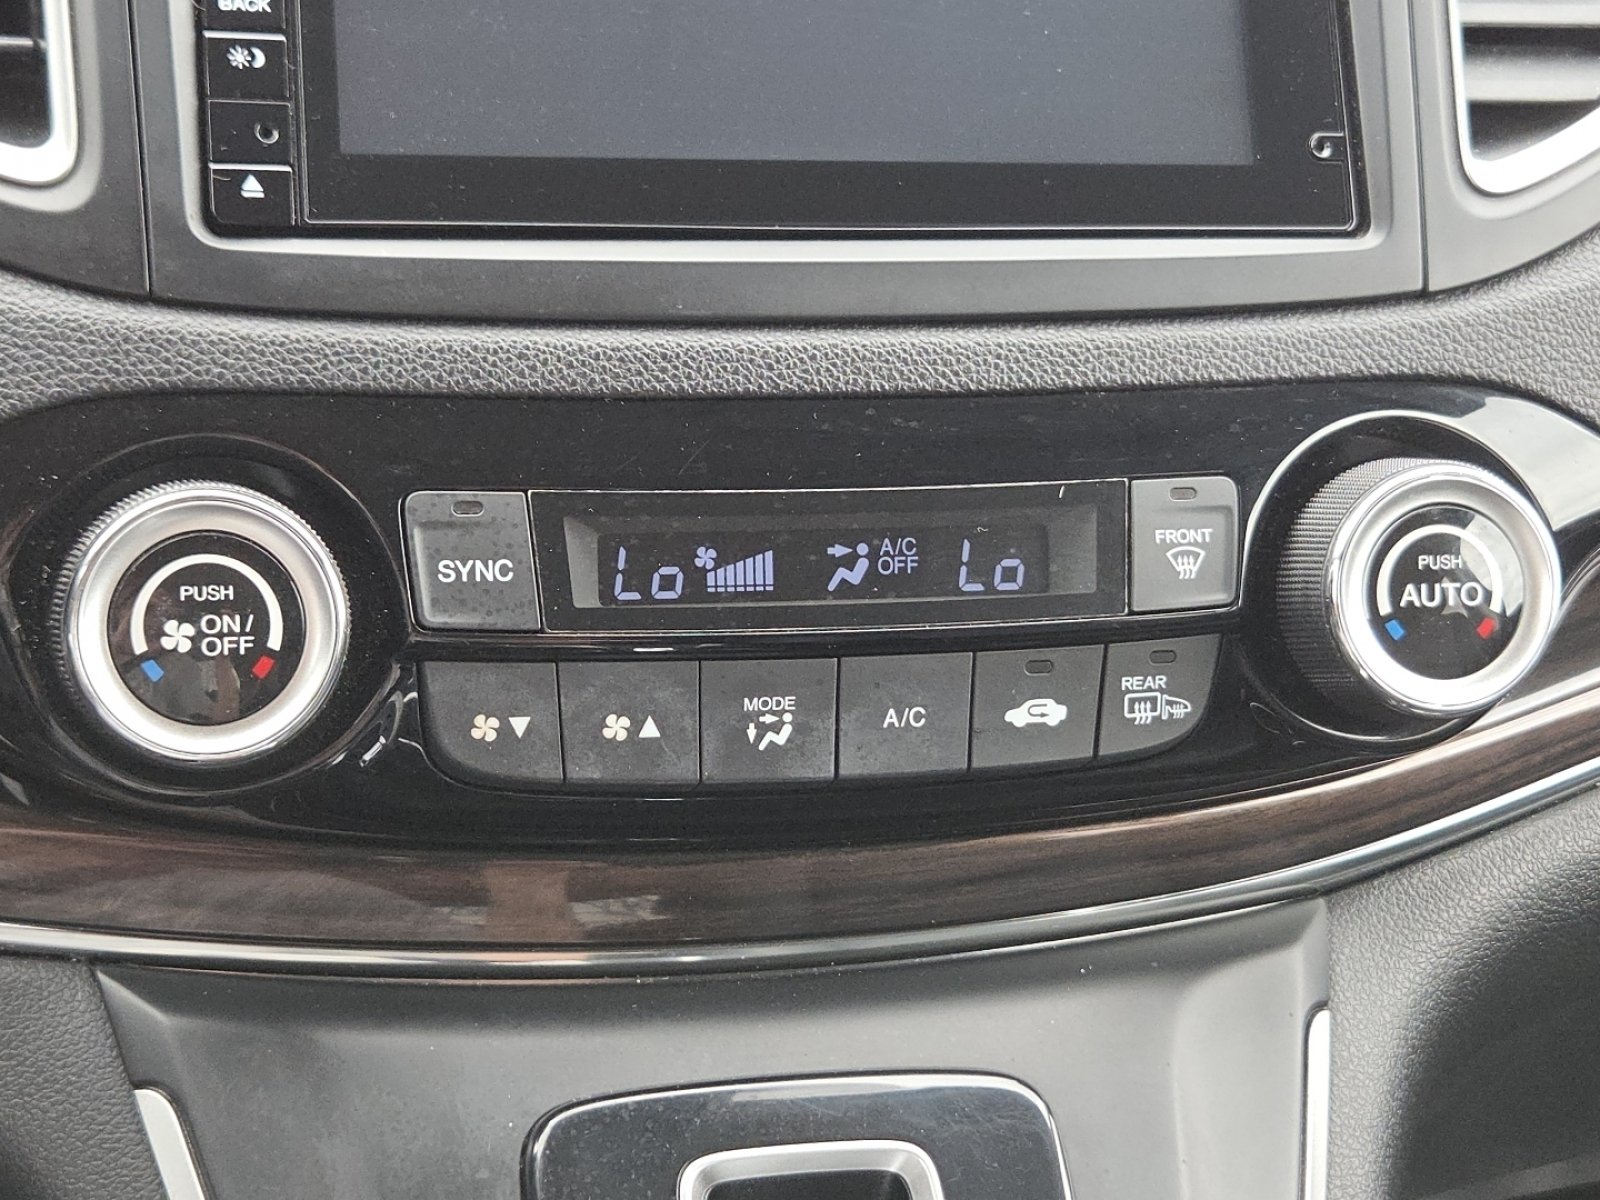 BACK
PUSH
ON/
OFF
SYNC
Lo
A/C
OFF
Lo
FRONT
PUSH
AUTO
MODE
A/C
REAR